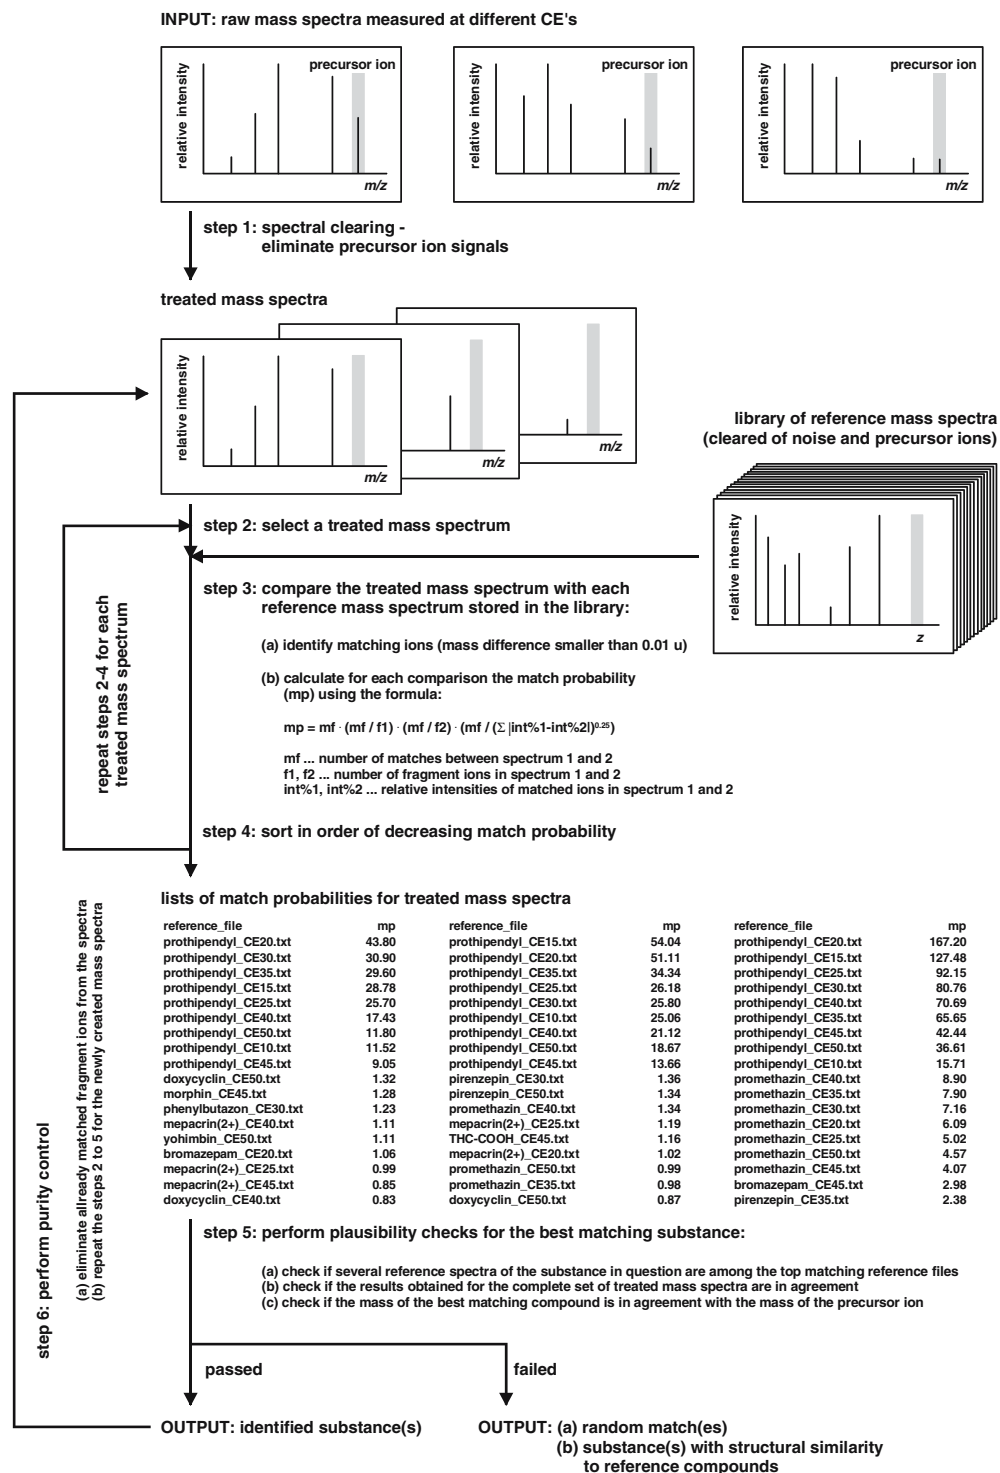 INPUT: raw mass spectra measured at different CE's
precursor ion
relative intensity
m/z
precursor ion
relative intensity
m/z
precursor ion
relative intensity
m/z
step 1: spectral clearing -
eliminate precursor ion signals
treated mass spectra
relative intensity
m/z
m/z
m/z
library of reference mass spectra
(cleared of noise and precursor ions)
relative intensity
z
step 2: select a treated mass spectrum
repeat steps 2-4 for each
treated mass spectrum
step 3: compare the treated mass spectrum with each
reference mass spectrum stored in the library:
(a) identify matching ions (mass difference smaller than 0.01 u)
(b) calculate for each comparison the match probability
(mp) using the formula:
mp = mf · (mf / f1) · (mf / f2) · (mf / (Σ |int%1-int%2|)⁰·²⁵)
mf ... number of matches between spectrum 1 and 2
f1, f2 ... number of fragment ions in spectrum 1 and 2
int%1, int%2 ... relative intensities of matched ions in spectrum 1 and 2
step 4: sort in order of decreasing match probability
lists of match probabilities for treated mass spectra
reference_file mp reference_file mp reference_file mp
prothipendyl_CE20.txt 43.80 prothipendyl_CE15.txt 54.04 prothipendyl_CE20.txt 167.20
prothipendyl_CE30.txt 30.90 prothipendyl_CE20.txt 51.11 prothipendyl_CE15.txt 127.48
prothipendyl_CE35.txt 29.60 prothipendyl_CE35.txt 34.34 prothipendyl_CE25.txt 92.15
prothipendyl_CE15.txt 28.78 prothipendyl_CE25.txt 26.18 prothipendyl_CE30.txt 80.76
prothipendyl_CE25.txt 25.70 prothipendyl_CE30.txt 25.80 prothipendyl_CE40.txt 70.69
prothipendyl_CE40.txt 17.43 prothipendyl_CE10.txt 25.06 prothipendyl_CE35.txt 65.65
prothipendyl_CE50.txt 11.80 prothipendyl_CE40.txt 21.12 prothipendyl_CE45.txt 42.44
prothipendyl_CE10.txt 11.52 prothipendyl_CE50.txt 18.67 prothipendyl_CE50.txt 36.61
prothipendyl_CE45.txt 9.05 prothipendyl_CE45.txt 13.66 prothipendyl_CE10.txt 15.71
doxycyclin_CE50.txt 1.32 pirenzepin_CE30.txt 1.36 promethazin_CE40.txt 8.90
morphin_CE45.txt 1.28 pirenzepin_CE50.txt 1.34 promethazin_CE35.txt 7.90
phenylbutazon_CE30.txt 1.23 promethazin_CE40.txt 1.34 promethazin_CE30.txt 7.16
mepacrin(2+)_CE40.txt 1.11 mepacrin(2+)_CE25.txt 1.19 promethazin_CE20.txt 6.09
yohimbin_CE50.txt 1.11 THC-COOH_CE45.txt 1.16 promethazin_CE25.txt 5.02
bromazepam_CE20.txt 1.06 mepacrin(2+)_CE20.txt 1.02 promethazin_CE50.txt 4.57
mepacrin(2+)_CE25.txt 0.99 promethazin_CE50.txt 0.99 promethazin_CE45.txt 4.07
mepacrin(2+)_CE45.txt 0.85 promethazin_CE35.txt 0.98 bromazepam_CE45.txt 2.98
doxycyclin_CE40.txt 0.83 doxycyclin_CE50.txt 0.87 pirenzepin_CE35.txt 2.38
step 6: perform purity control
(a) eliminate allready matched fragment ions from the spectra
(b) repeat the steps 2 to 5 for the newly created mass spectra
step 5: perform plausibility checks for the best matching substance:
(a) check if several reference spectra of the substance in question are among the top matching reference files
(b) check if the results obtained for the complete set of treated mass spectra are in agreement
(c) check if the mass of the best matching compound is in agreement with the mass of the precursor ion
passed
failed
OUTPUT: identified substance(s)
OUTPUT: (a) random match(es)
(b) substance(s) with structural similarity
to reference compounds